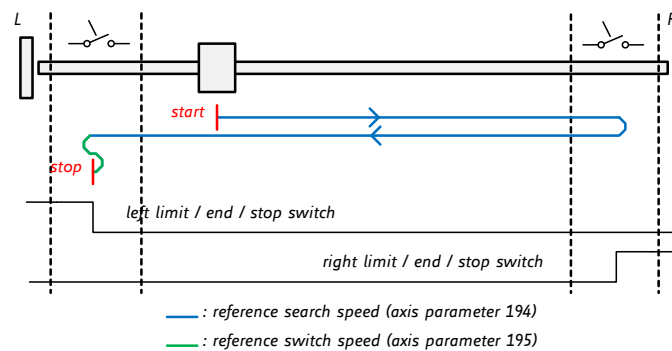 L
start
stop
left limit / end / stop switch
right limit / end / stop switch
: reference search speed (axis parameter 194)
: reference switch speed (axis parameter 195)